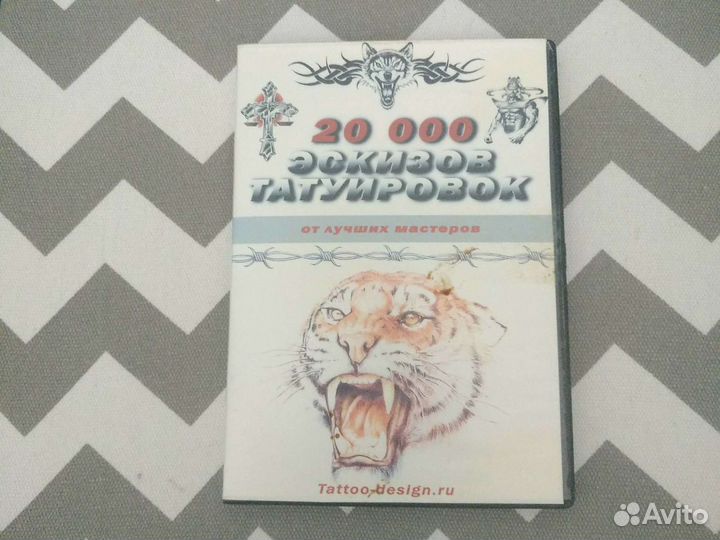 20 000
ЭСКИЗОВ
ТАТУИРОВОК
от лучших мастеров
Tattoo-design.ru
Avito